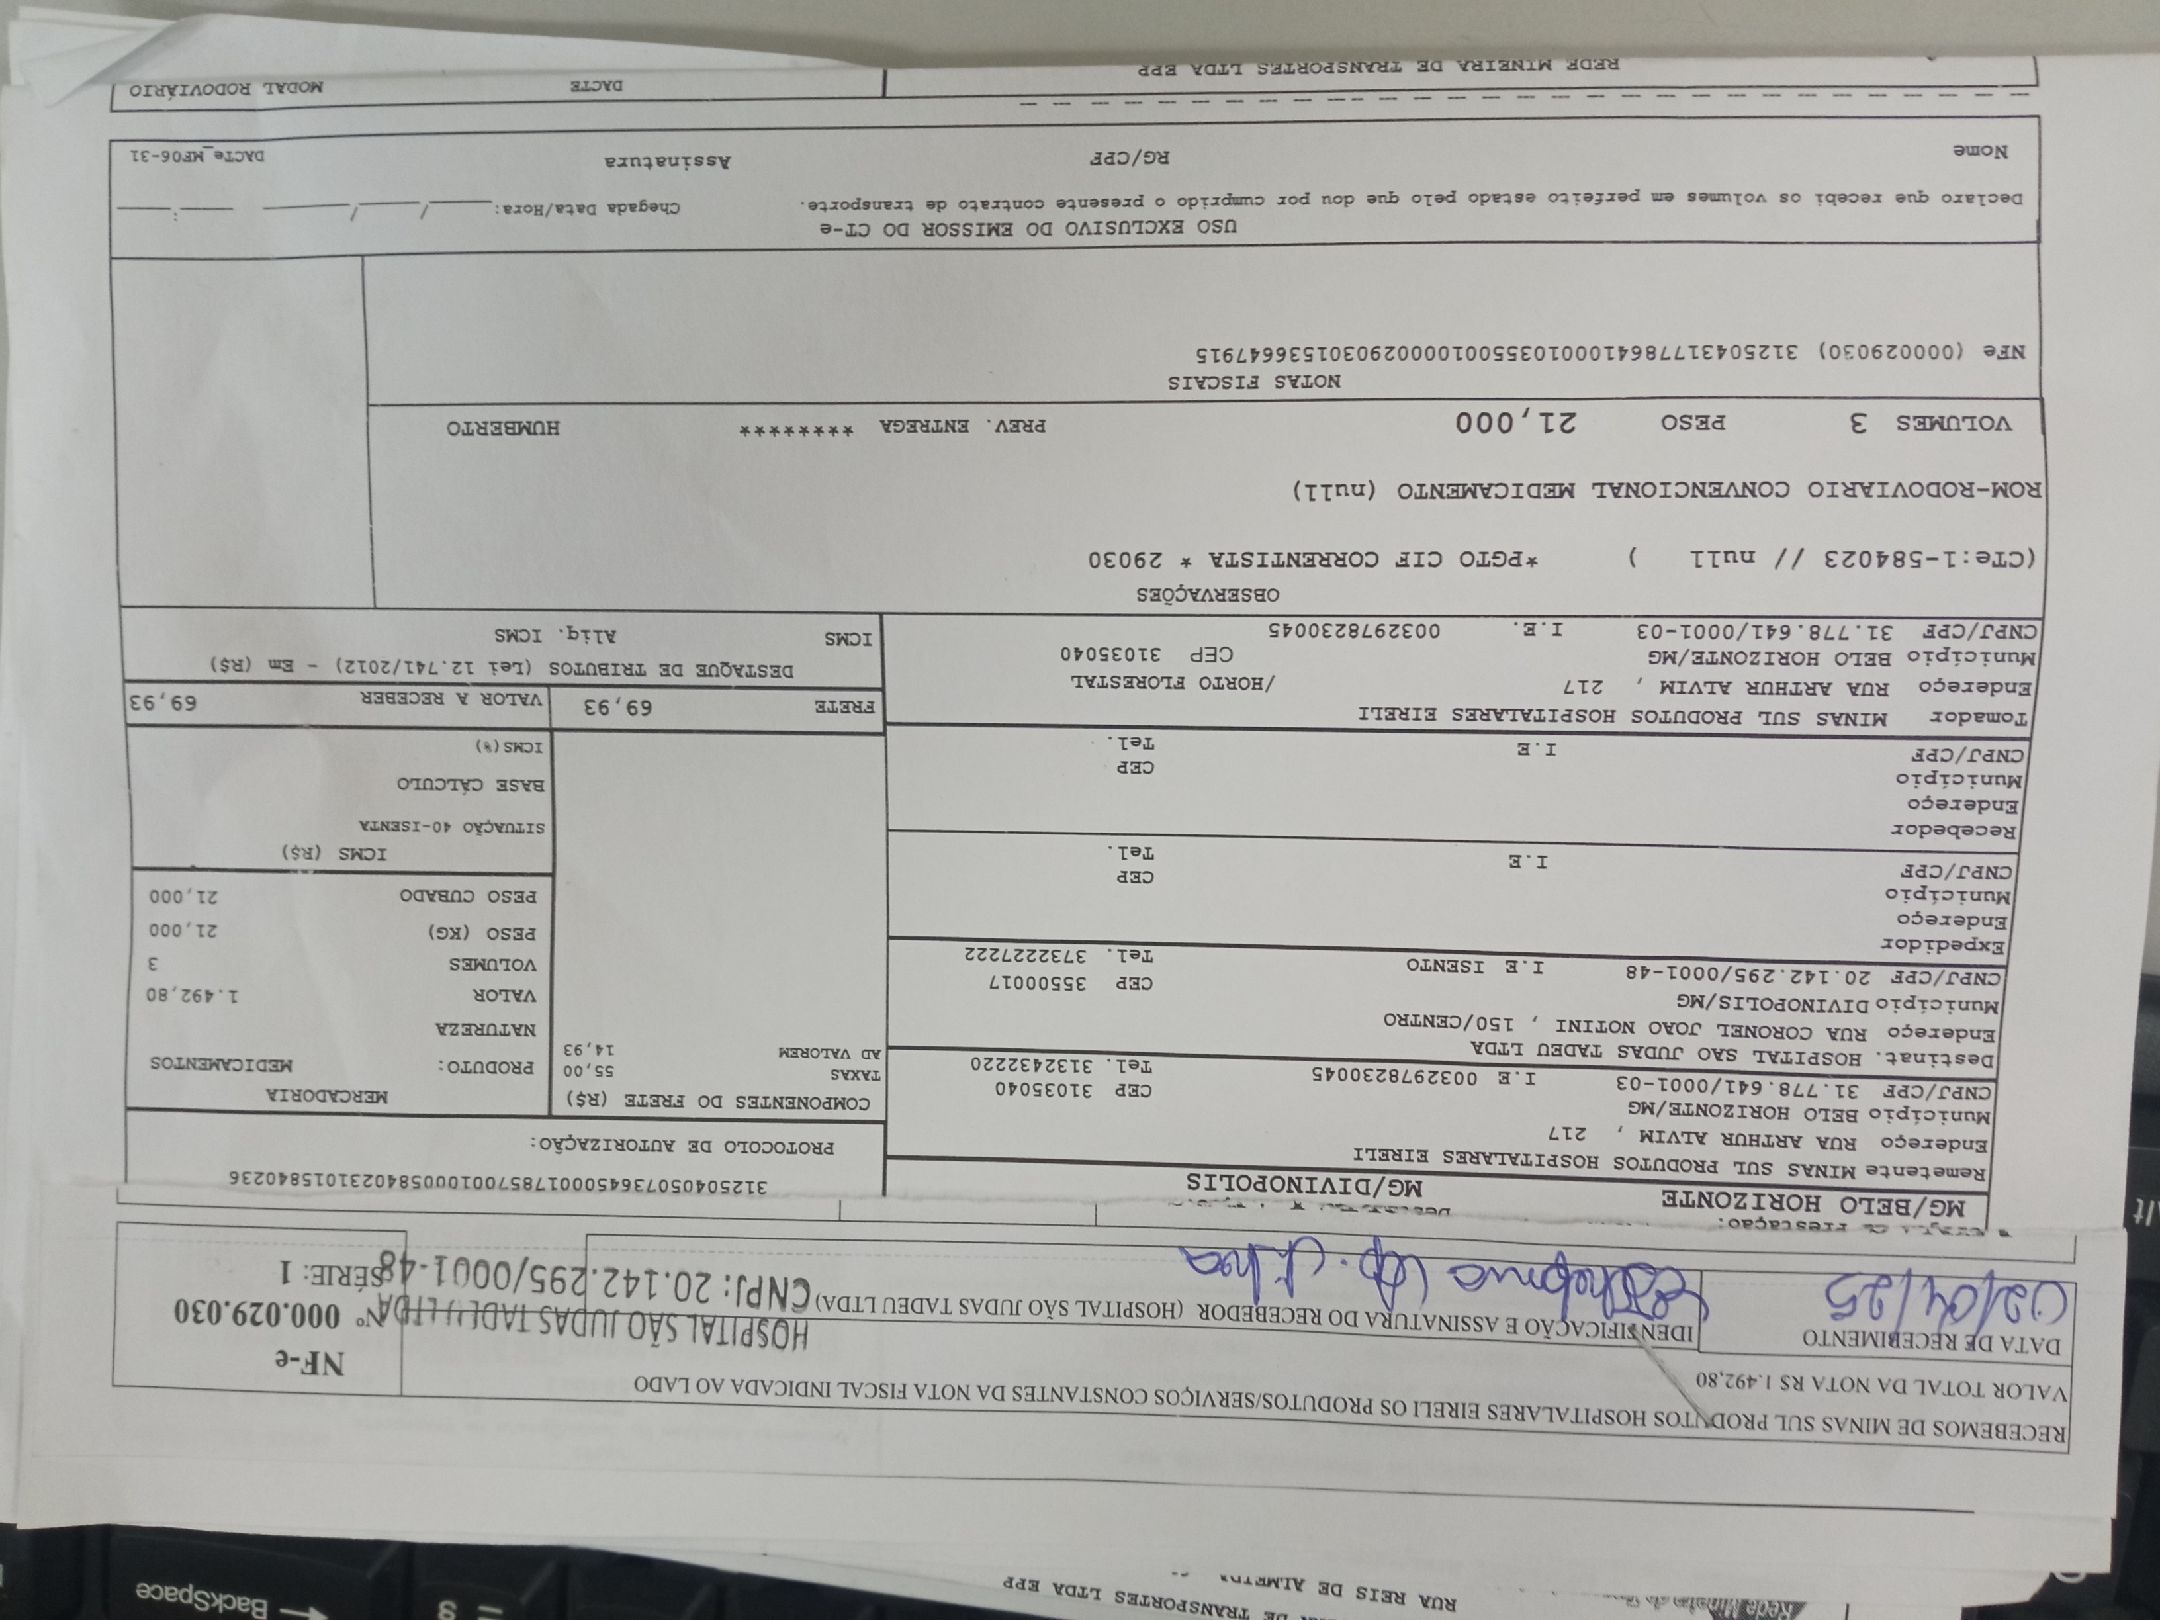 DE TRANSPORTES LTDA EPP
RUA REIS DE
RECEBEMOS DE MINAS SUL PRODUTOS HOSPITALARES EIRELI OS PRODUTOS/SERVIÇOS CONSTANTES DA NOTA FISCAL INDICADA AO LADO
VALOR TOTAL DA NOTA R$ 1.492,80
NF-e
Nº 000.029.030
SÉRIE: 1
DATA DE RECEBIMENTO
02/04/25
IDENTIFICAÇÃO E ASSINATURA DO RECEBEDOR (HOSPITAL SÃO JUDAS TADEU LTDA)
HOSPITAL SÃO JUDAS TADEU LTDA
CNPJ: 20.142.295/0001-48
MG/BELO HORIZONTE MG/DIVINOPOLIS
Remetente MINAS SUL PRODUTOS HOSPITALARES EIRELI
Endereço RUA ARTHUR ALVIM , 217
Município BELO HORIZONTE/MG CEP 31035040
CNPJ/CPF 31.778.641/0001-03 I.E 0032978230045 Tel. 3132432220
Destinat. HOSPITAL SAO JUDAS TADEU LTDA
Endereço RUA CORONEL JOAO NOTINI , 150/CENTRO
Município DIVINOPOLIS/MG CEP 35500017
CNPJ/CPF 20.142.295/0001-48 I.E ISENTO Tel. 3732227222
Expedidor
Endereço
Município CEP
CNPJ/CPF I.E Tel.
Recebedor
Endereço
Município CEP
CNPJ/CPF I.E Tel.
Tomador MINAS SUL PRODUTOS HOSPITALARES EIRELI
Endereço RUA ARTHUR ALVIM , 217 /HORTO FLORESTAL
Município BELO HORIZONTE/MG CEP 31035040
CNPJ/CPF 31.778.641/0001-03 I.E. 0032978230045
31250405073645000178570010005840231015840236
PROTOCOLO DE AUTORIZAÇÃO:
COMPONENTES DO FRETE (R$)
TAXAS 55,00
AD VALOREM 14,93
MERCADORIA
PRODUTO: MEDICAMENTOS
NATUREZA
VALOR 1.492,80
VOLUMES 3
PESO (KG) 21,000
PESO CUBADO 21,000
ICMS (R$)
SITUAÇÃO 40-ISENTA
BASE CÁLCULO
ICMS(%)
FRETE 69,93 VALOR A RECEBER 69,93
DESTAQUE DE TRIBUTOS (Lei 12.741/2012) - Em (R$)
ICMS Aliq. ICMS
OBSERVAÇÕES
(CTe:1-584023 // null ) *PGTO CIF CORRENTISTA * 29030
ROM-RODOVIARIO CONVENCIONAL MEDICAMENTO (null)
VOLUMES 3 PESO 21,000 PREV. ENTREGA ******** HUMBERTO
NOTAS FISCAIS
NFe (000029030) 31250431778641000103550010000290301536647915
USO EXCLUSIVO DO EMISSOR DO CT-e
Declaro que recebi os volumes em perfeito estado pelo que dou por cumprido o presente contrato de transporte. Chegada Data/Hora: ____/____/____ ____:____
Nome RG/CPF Assinatura DACTe_MF06-31
REDE MINEIRA DE TRANSPORTES LTDA EPP DACTE MODAL RODOVIÁRIO
BackSpace